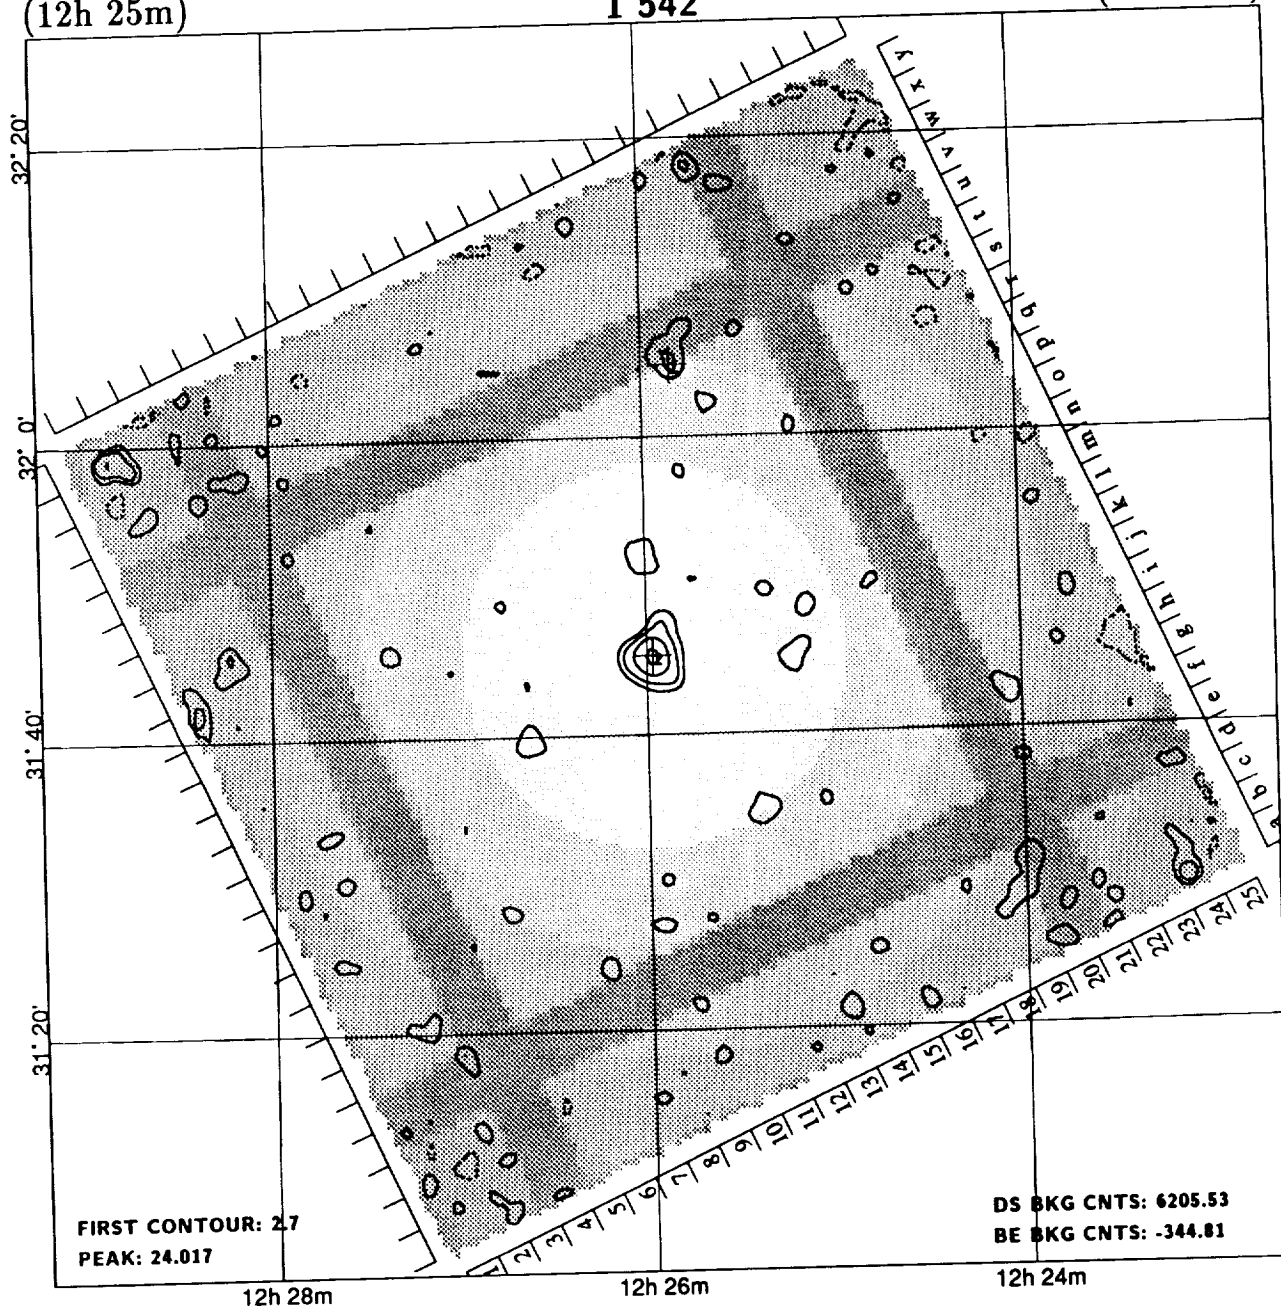 (12h 25m)
I 542
32° 20'
32° 0'
31° 40'
31° 20'
y
x
w
v
u
t
s
r
q
p
o
n
m
l
k
j
i
h
g
f
e
d
c
b
a
25
24
23
22
21
20
19
18
17
16
15
14
13
12
11
10
9
8
7
6
5
4
3
2
1
FIRST CONTOUR: 2.7
PEAK: 24.017
DS BKG CNTS: 6205.53
BE BKG CNTS: -344.81
12h 28m
12h 26m
12h 24m